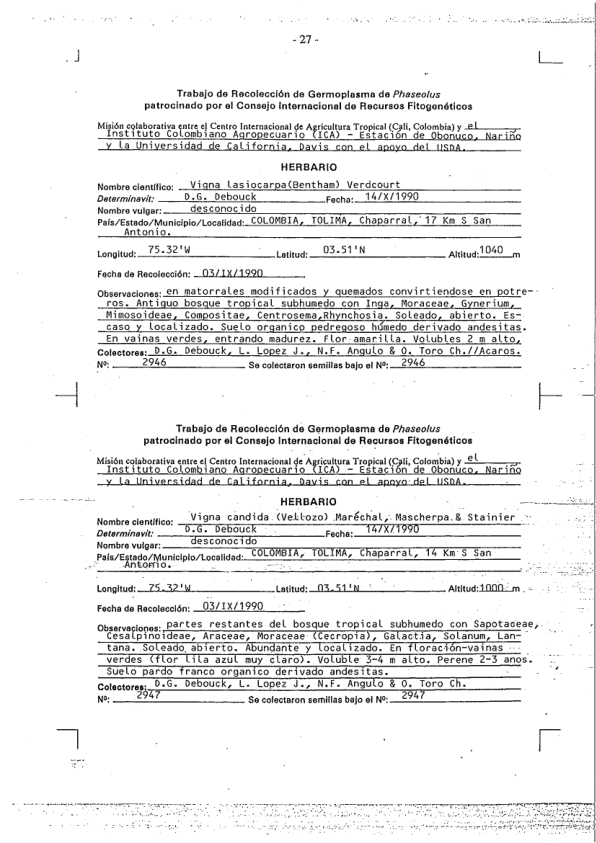 - 27 -
Trabajo de Recolección de Germoplasma de Phaseolus
patrocinado por el Consejo Internacional de Recursos Fitogenéticos
Misión colaborativa entre el Centro Internacional de Agricultura Tropical (Cali, Colombia) y el
Instituto Colombiano Agropecuario (ICA) - Estación de Obonuco, Nariño
y la Universidad de California, Davis con el apoyo del USDA.
HERBARIO
Nombre científico: Vigna lasiocarpa(Bentham) Verdcourt
Determinavit: D.G. Debouck Fecha: 14/X/1990
Nombre vulgar: desconocido
País/Estado/Municipio/Localidad: COLOMBIA, TOLIMA, Chaparral, 17 Km S San
Antonio.
Longitud: 75.32'W Latitud: 03.51'N Altitud: 1040 m
Fecha de Recolección: 03/IX/1990
Observaciones: en matorrales modificados y quemados convirtiendose en potre-
ros. Antiguo bosque tropical subhumedo con Inga, Moraceae, Gynerium,
Mimosoideae, Compositae, Centrosema,Rhynchosia. Soleado, abierto. Es-
caso y localizado. Suelo organico pedregoso húmedo derivado andesitas.
En vainas verdes, entrando madurez. Flor amarilla. Volubles 2 m alto,
Colectores: D.G. Debouck, L. Lopez J., N.F. Angulo & O. Toro Ch.//Acaros.
Nº: 2946 Se colectaron semillas bajo el Nº: 2946
Trabajo de Recolección de Germoplasma de Phaseolus
patrocinado por el Consejo Internacional de Recursos Fitogenéticos
Misión colaborativa entre el Centro Internacional de Agricultura Tropical (Cali, Colombia) y el
Instituto Colombiano Agropecuario (ICA) - Estación de Obonuco, Nariño
y la Universidad de California, Davis con el apoyo del USDA.
HERBARIO
Nombre científico: Vigna candida (Vellozo) Maréchal, Mascherpa & Stainier
Determinavit: D.G. Debouck Fecha: 14/X/1990
Nombre vulgar: desconocido
País/Estado/Municipio/Localidad: COLOMBIA, TOLIMA, Chaparral, 14 Km S San
Antonio.
Longitud: 75.32'W Latitud: 03.51'N Altitud: 1000 m
Fecha de Recolección: 03/IX/1990
Observaciones: partes restantes del bosque tropical subhumedo con Sapotaceae,
Cesalpinoideae, Araceae, Moraceae (Cecropia), Galactia, Solanum, Lan-
tana. Soleado abierto. Abundante y localizado. En floración-vainas
verdes (flor lila azul muy claro). Voluble 3-4 m alto. Perene 2-3 anos.
Suelo pardo franco organico derivado andesitas.
Colectores: D.G. Debouck, L. Lopez J., N.F. Angulo & O. Toro Ch.
Nº: 2947 Se colectaron semillas bajo el Nº: 2947